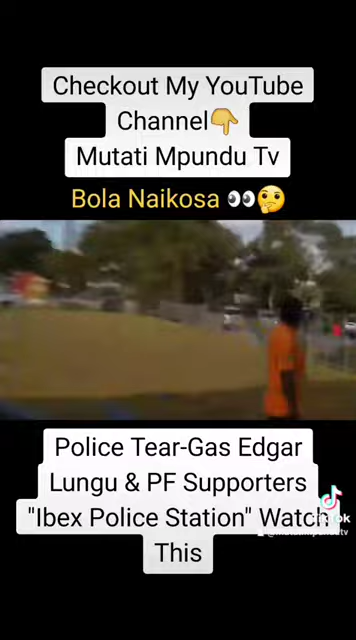 Checkout My YouTube
Channel👇
Mutati Mpundu Tv
Bola Naikosa 👀🤔
Police Tear-Gas Edgar
Lungu & PF Supporters
"Ibex Police Station" Watch
This